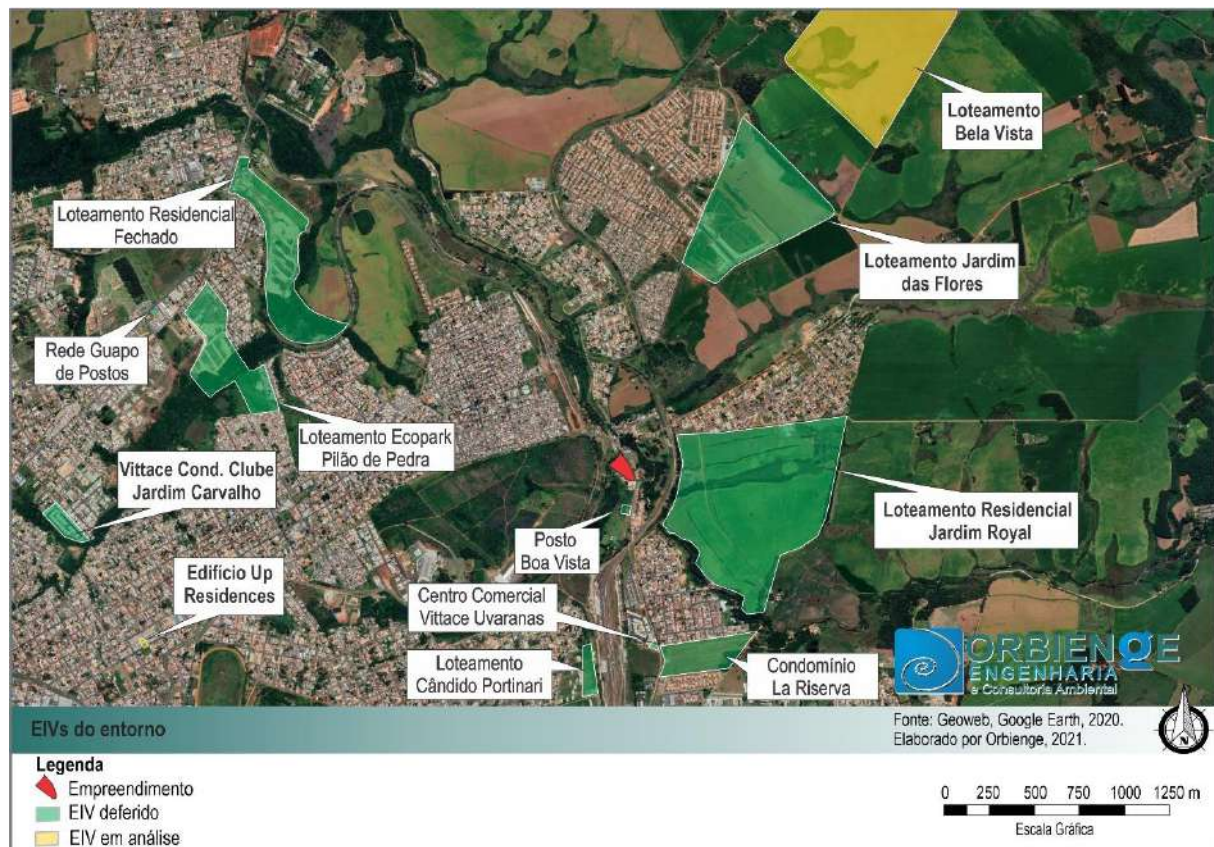 Loteamento
Bela Vista
Loteamento Residencial
Fechado
Loteamento Jardim
das Flores
Rede Guapo
de Postos
Loteamento Ecopark
Pilão de Pedra
Vittace Cond. Clube
Jardim Carvalho
Loteamento Residencial
Jardim Royal
Posto
Boa Vista
Edifício Up
Residences
Centro Comercial
Vittace Uvaranas
Loteamento
Cândido Portinari
Condomínio
La Riserva
ORBIENGE
ENGENHARIA
e Consultoria Ambiental
EIVs do entorno
Fonte: Geoweb, Google Earth, 2020.
Elaborado por Orbienge, 2021.
N
Legenda
Empreendimento
EIV deferido
EIV em análise
0 250 500 750 1000 1250 m
Escala Gráfica